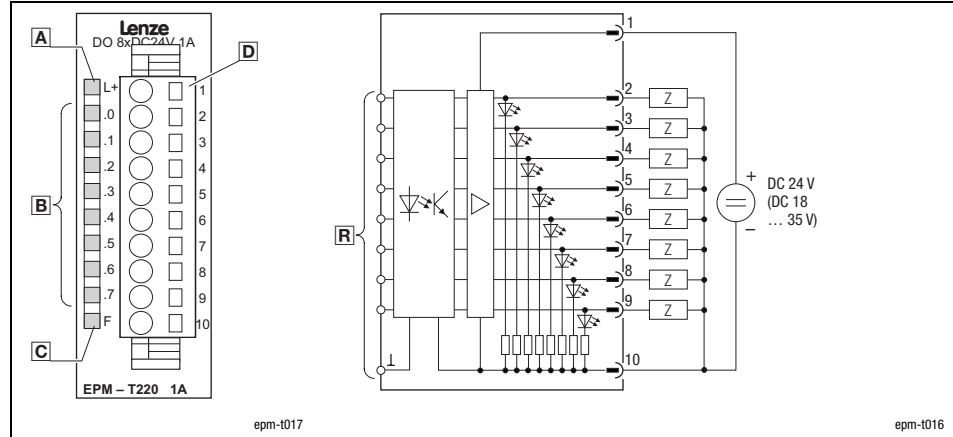 A
Lenze
DO 8xDC24V 1A
D
L+ 1
.0 2
.1 3
.2 4
B
.3 5
.4 6
.5 7
.6 8
.7 9
F 10
C
EPM – T220 1A
epm-t017
1
2 Z
3 Z
4 Z
5 Z
R
6 Z
7 Z
8 Z
9 Z
⊥ 10
+
DC 24 V
(DC 18
… 35 V)
–
epm-t016